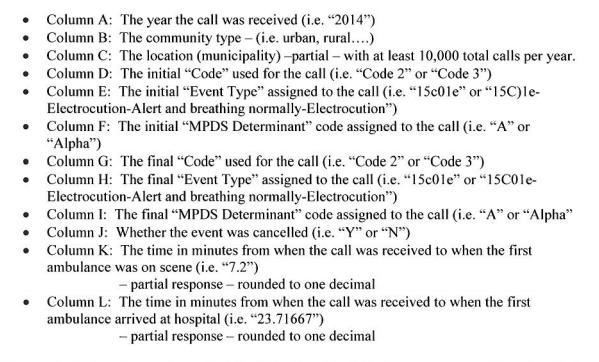 • Column A: The year the call was received (i.e. “2014”)
• Column B: The community type – (i.e. urban, rural….)
• Column C: The location (municipality) –partial – with at least 10,000 total calls per year.
• Column D: The initial “Code” used for the call (i.e. “Code 2” or “Code 3”)
• Column E: The initial “Event Type” assigned to the call (i.e. “15c01e” or “15C)1e-
Electrocution-Alert and breathing normally-Electrocution”)
• Column F: The initial “MPDS Determinant” code assigned to the call (i.e. “A” or
“Alpha”)
• Column G: The final “Code” used for the call (i.e. “Code 2” or “Code 3”)
• Column H: The final “Event Type” assigned to the call (i.e. “15c01e” or “15C01e-
Electrocution-Alert and breathing normally-Electrocution”)
• Column I: The final “MPDS Determinant” code assigned to the call (i.e. “A” or “Alpha”
• Column J: Whether the event was cancelled (i.e. “Y” or “N”)
• Column K: The time in minutes from when the call was received to when the first
ambulance was on scene (i.e. “7.2”)
– partial response – rounded to one decimal
• Column L: The time in minutes from when the call was received to when the first
ambulance arrived at hospital (i.e. “23.71667”)
– partial response – rounded to one decimal